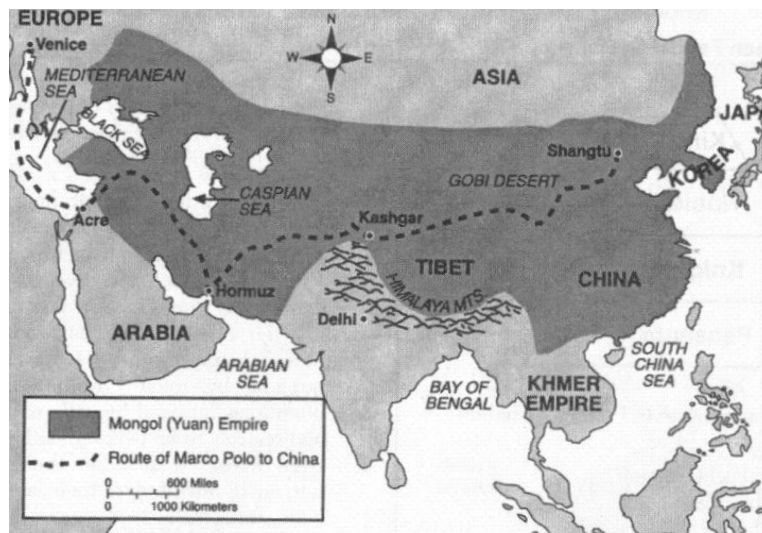 EUROPE
Venice
MEDITERRANEAN
SEA
BLACK SEA
N
W E
S
ASIA
JAPA
KOREA
Shangtu
GOBI DESERT
CASPIAN
SEA
Acre
Kashgar
TIBET
HIMALAYA MTS.
CHINA
Hormuz
Delhi
ARABIA
ARABIAN
SEA
BAY OF
BENGAL
KHMER
EMPIRE
SOUTH
CHINA
SEA
Mongol (Yuan) Empire
Route of Marco Polo to China
0 600 Miles
0 1000 Kilometers